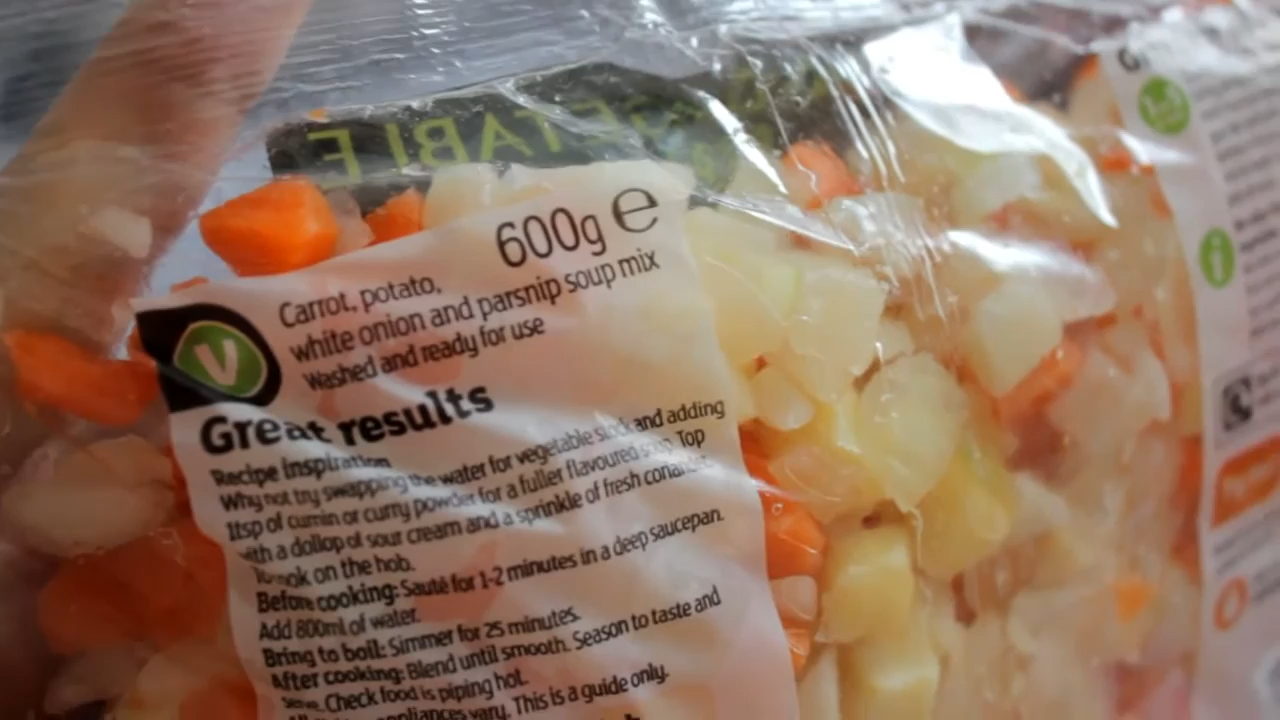 600g ℮
Carrot, potato,
white onion and parsnip soup mix
Washed and ready for use
V
Great results
Recipe inspiration
Why not try swapping the water for vegetable stock and adding
1tsp of cumin or curry powder for a fuller flavoured soup. Top
with a dollop of sour cream and a sprinkle of fresh coriander.
To cook on the hob.
Before cooking: Sauté for 1-2 minutes in a deep saucepan.
Add 800ml of water.
Bring to boil: Simmer for 25 minutes.
After cooking: Blend until smooth. Season to taste and
serve. Check food is piping hot.
appliances vary. This is a guide only.
VEGETABLE